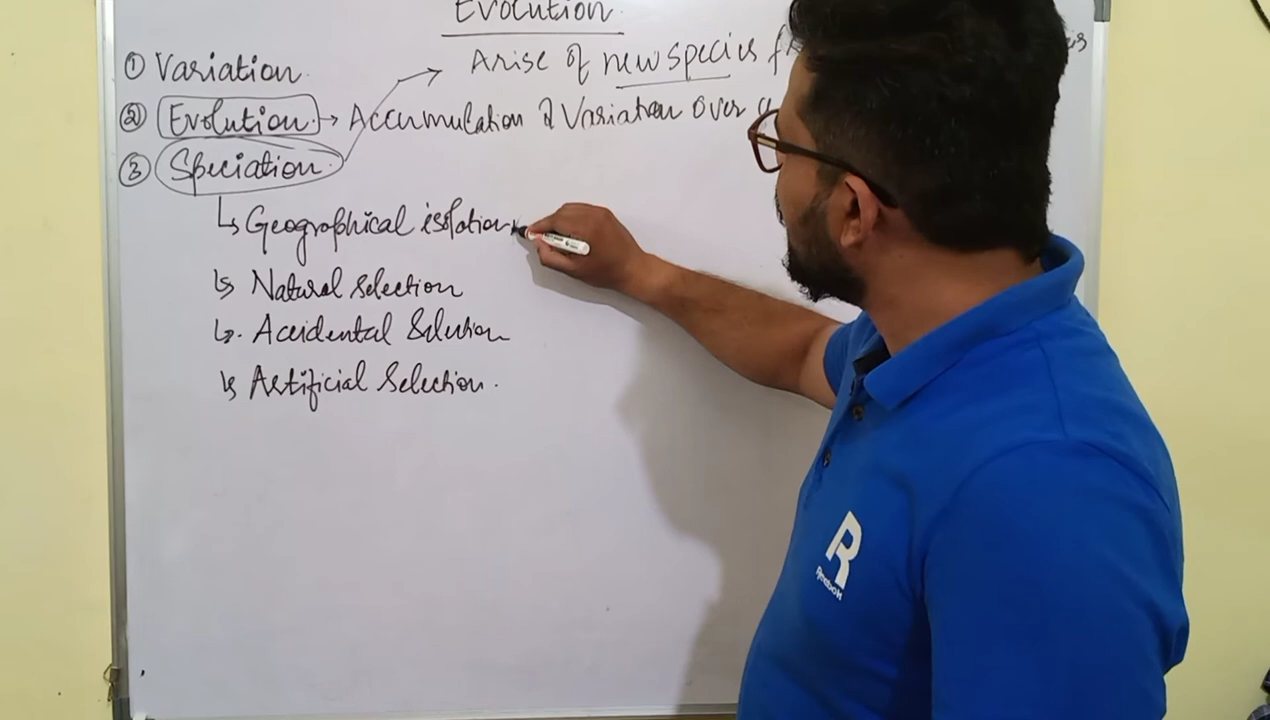 Evolution.
Arise of new species
① Variation.
② Evolution. → Accumulation & Variation over
③ Speciation.
↳ Geographical isolation
↳ Natural Selection
↳ Accidental Selection
↳ Artificial Selection.
R
Reebok